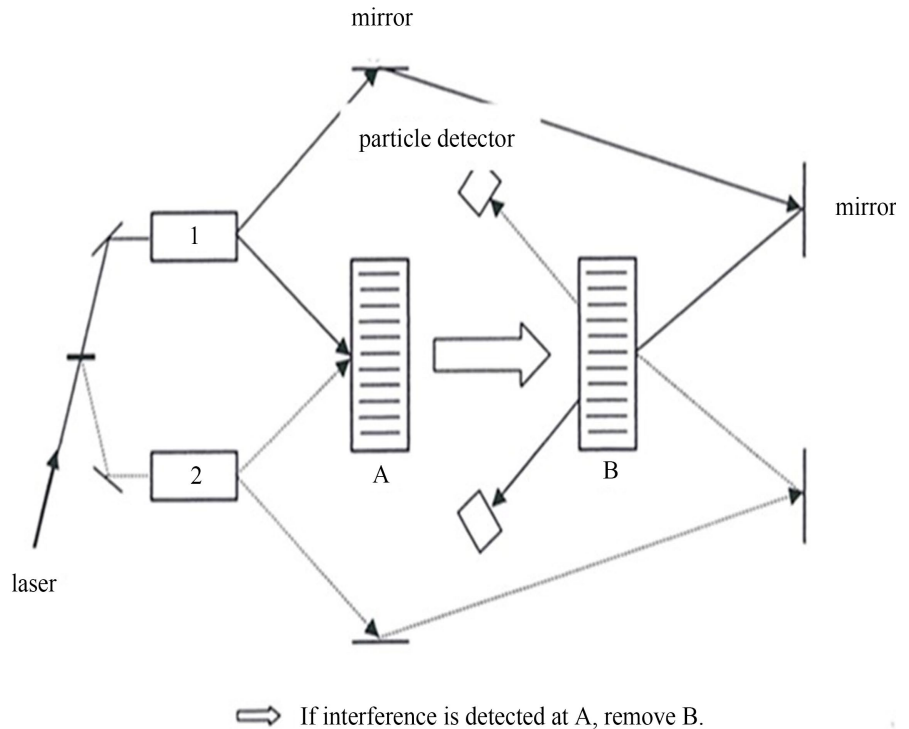 mirror
particle detector
mirror
1
A
B
2
laser
If interference is detected at A, remove B.